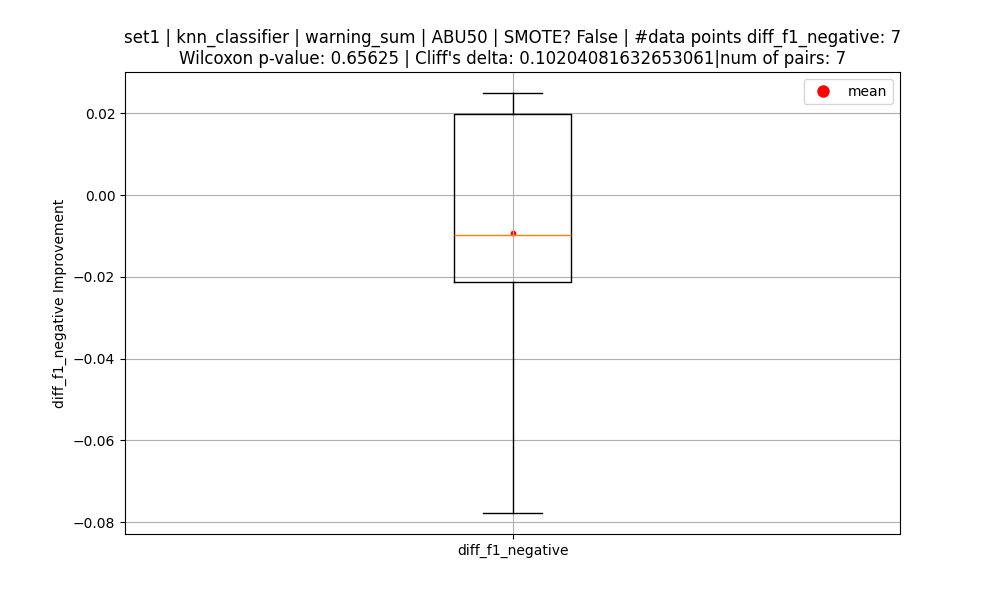 set1 | knn_classifier | warning_sum | ABU50 | SMOTE? False | #data points diff_f1_negative: 7
Wilcoxon p-value: 0.65625 | Cliff's delta: 0.10204081632653061|num of pairs: 7
mean
0.02
0.00
−0.02
−0.04
−0.06
−0.08
diff_f1_negative Improvement
diff_f1_negative